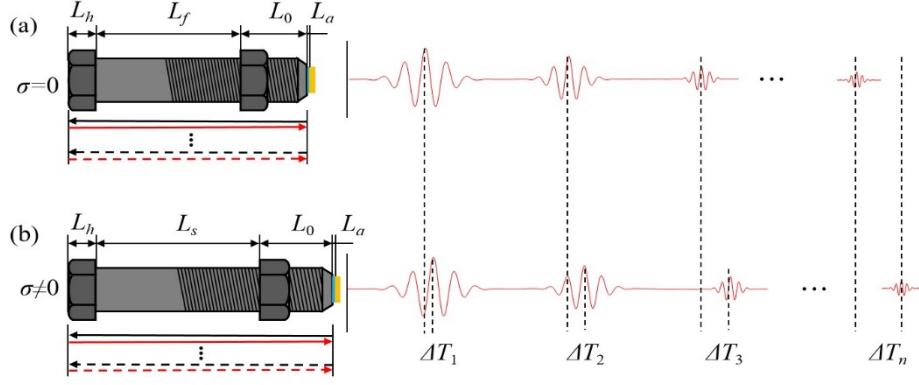 L_h L_f L_0 L_a
(a)
σ=0
...
L_h L_s L_0 L_a
(b)
σ≠0
...
ΔT_1 ΔT_2 ΔT_3 ΔT_n